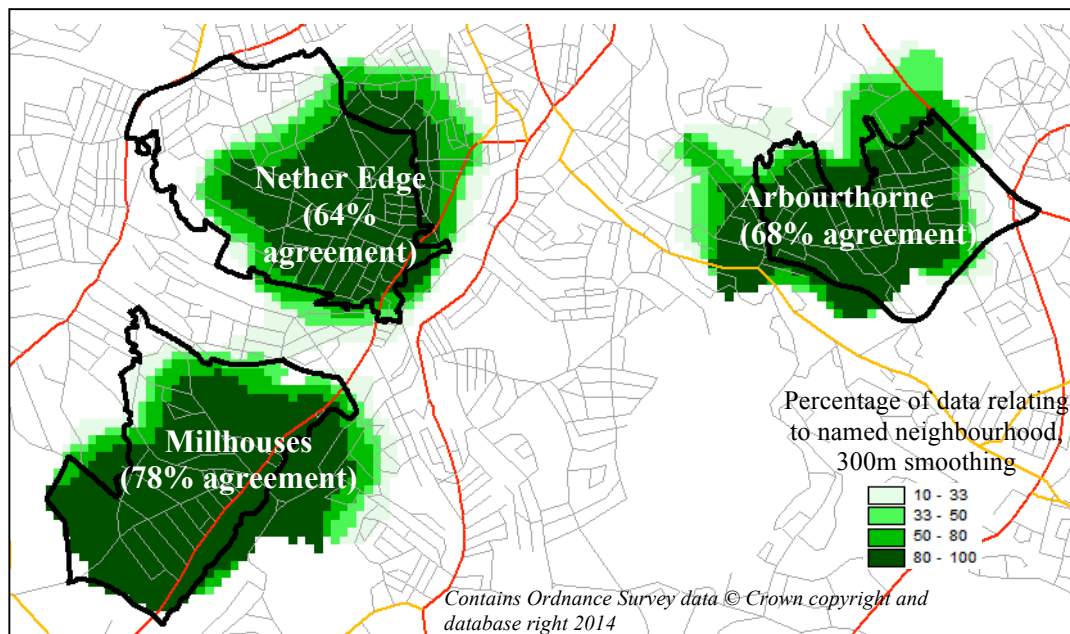 Nether Edge
(64%
agreement)
Arbourthorne
(68% agreement)
Millhouses
(78% agreement)
Percentage of data relating
to named neighbourhood,
300m smoothing
10 - 33
33 - 50
50 - 80
80 - 100
Contains Ordnance Survey data © Crown copyright and
database right 2014